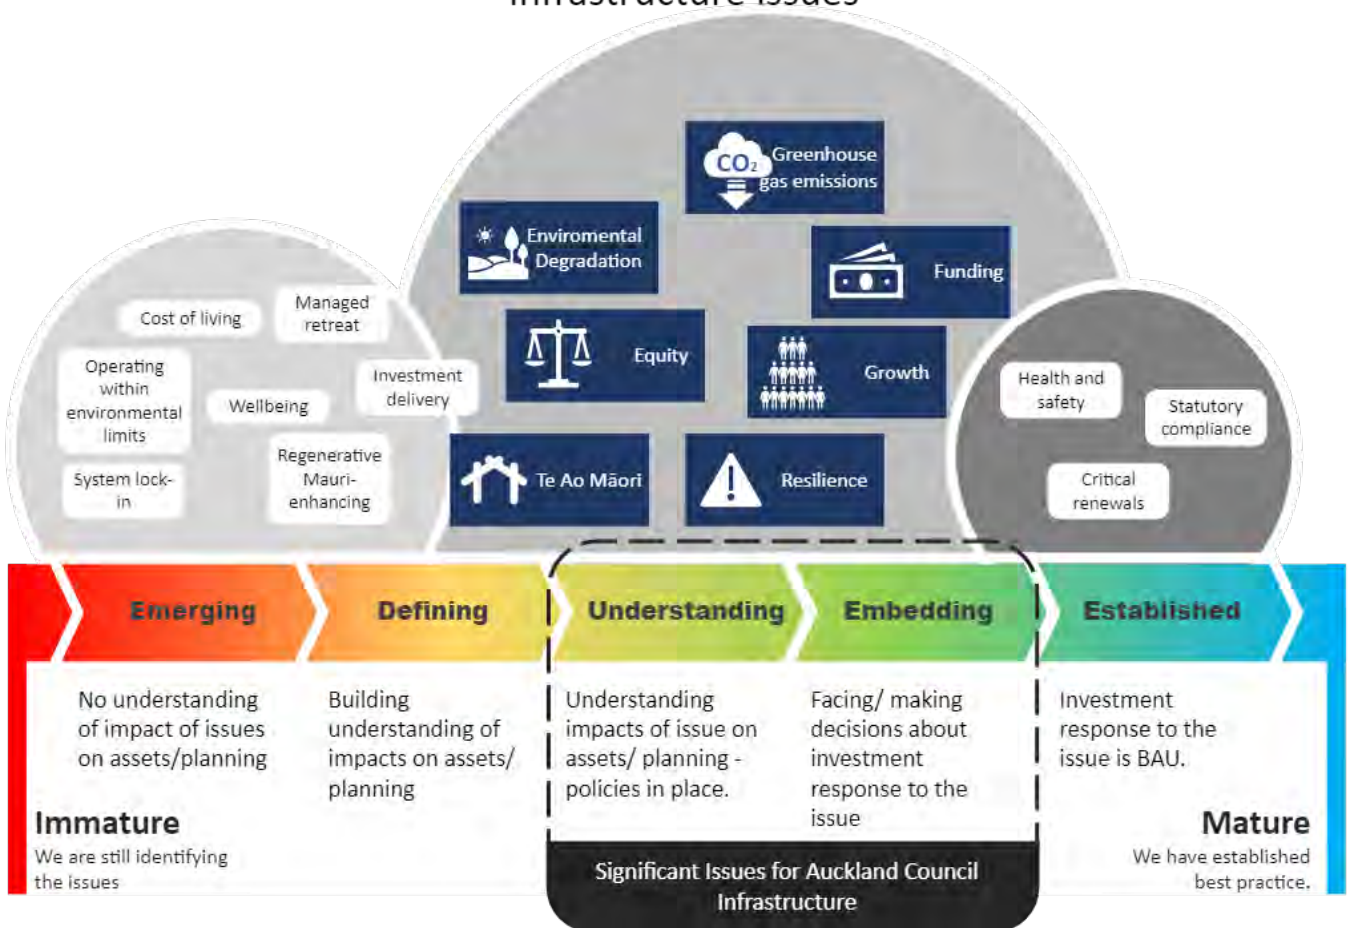 Infrastructure issues
CO₂ Greenhouse
gas emissions
Enviromental
Degradation
Funding
Equity
Growth
Te Ao Māori
Resilience
Cost of living
Managed
retreat
Operating
within
environmental
limits
Wellbeing
Investment
delivery
System lock-
in
Regenerative
Mauri-
enhancing
Health and
safety
Statutory
compliance
Critical
renewals
Emerging
Defining
Understanding
Embedding
Established
No understanding
of impact of issues
on assets/planning
Building
understanding of
impacts on assets/
planning
Understanding
impacts of issue on
assets/ planning -
policies in place.
Facing/ making
decisions about
investment
response to the
issue
Investment
response to the
issue is BAU.
Immature
We are still identifying
the issues
Mature
We have established
best practice.
Significant Issues for Auckland Council
Infrastructure